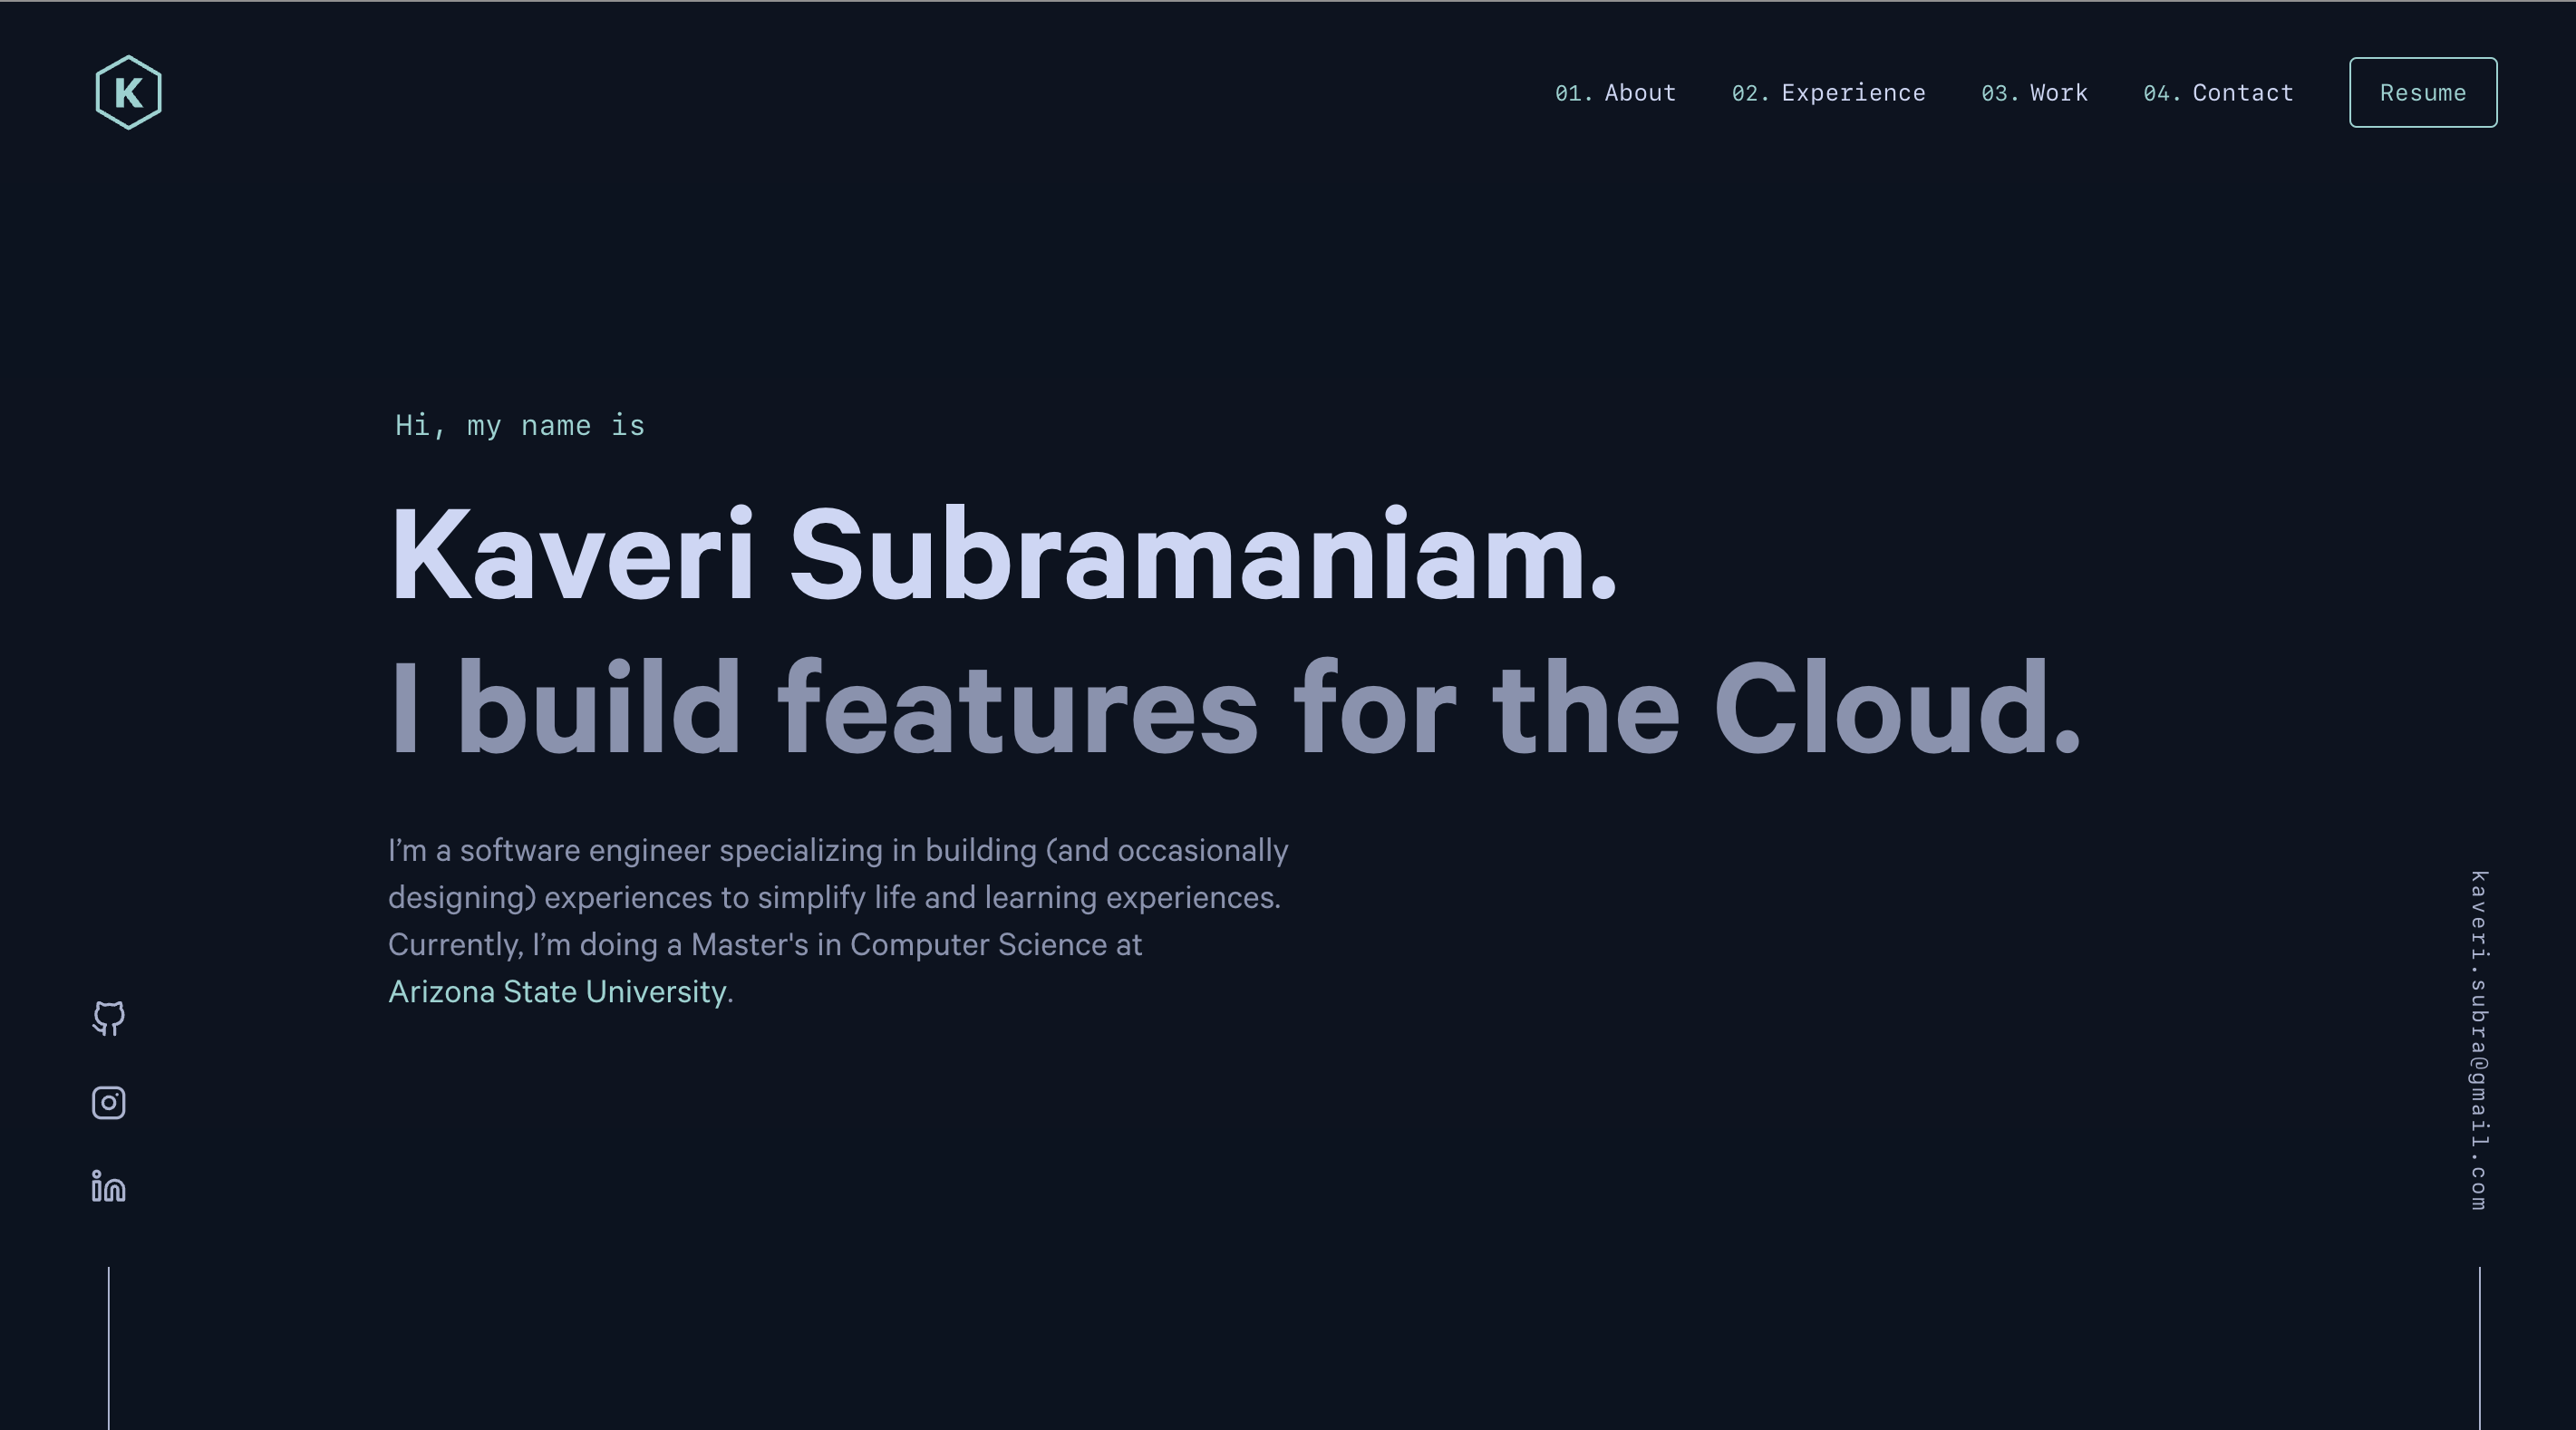 K
01. About
02. Experience
03. Work
04. Contact
Resume
Hi, my name is
Kaveri Subramaniam.
I build features for the Cloud.
I’m a software engineer specializing in building (and occasionally
designing) experiences to simplify life and learning experiences.
Currently, I’m doing a Master's in Computer Science at
Arizona State University.
in
kaveri.subra@gmail.com